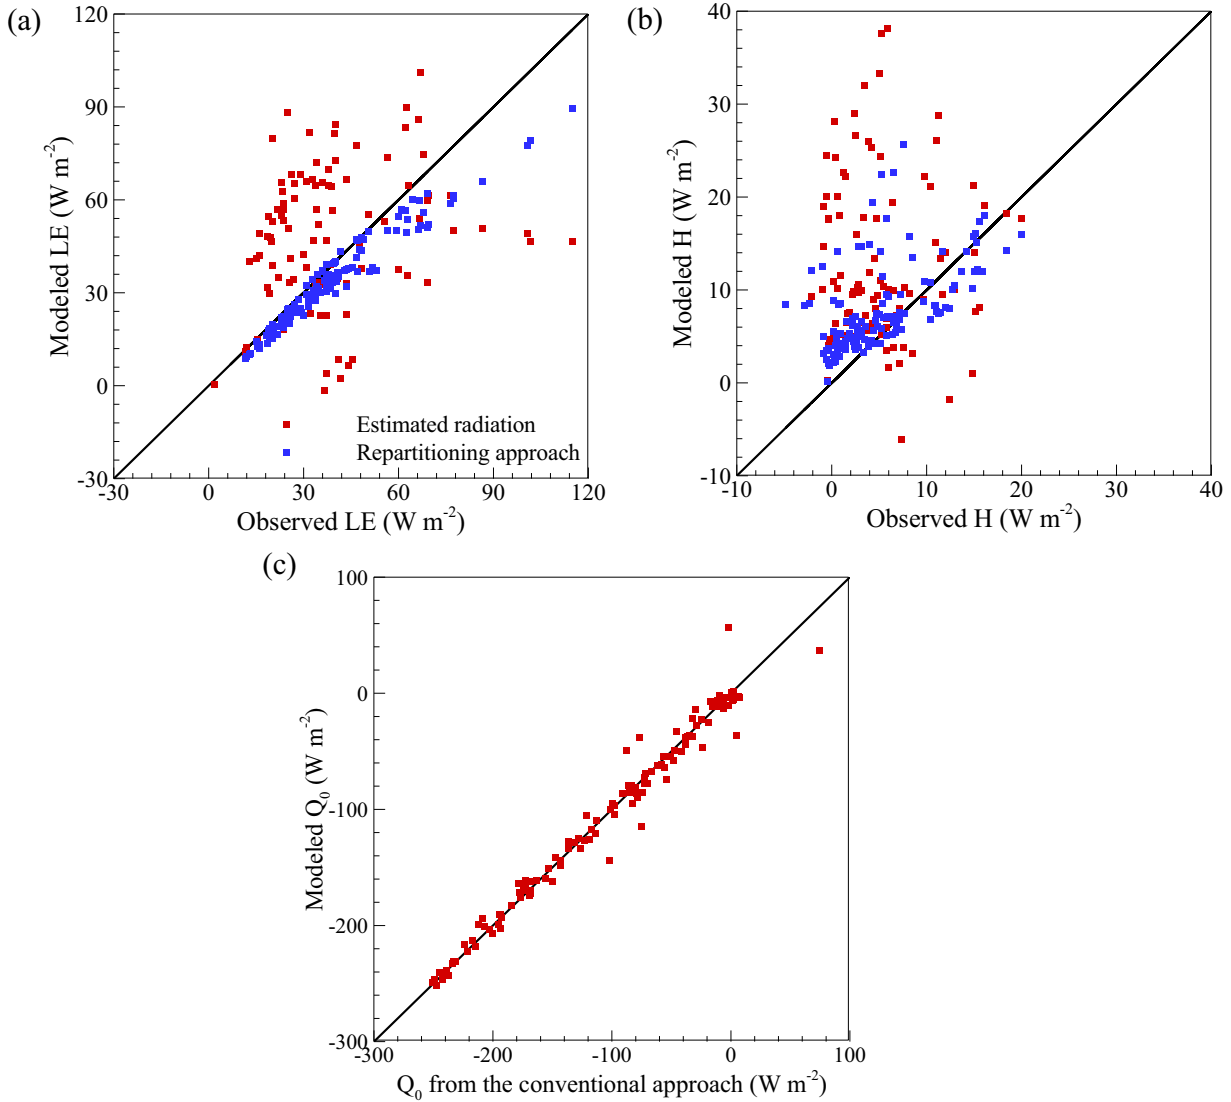 (a)
120
90
60
30
0
-30
Modeled LE (W m⁻²)
Estimated radiation
Repartitioning approach
-30 0 30 60 90 120
Observed LE (W m⁻²)
(b)
40
30
20
10
0
-10
Modeled H (W m⁻²)
-10 0 10 20 30 40
Observed H (W m⁻²)
(c)
100
0
-100
-200
-300
Modeled Q₀ (W m⁻²)
-300 -200 -100 0 100
Q₀ from the conventional approach (W m⁻²)